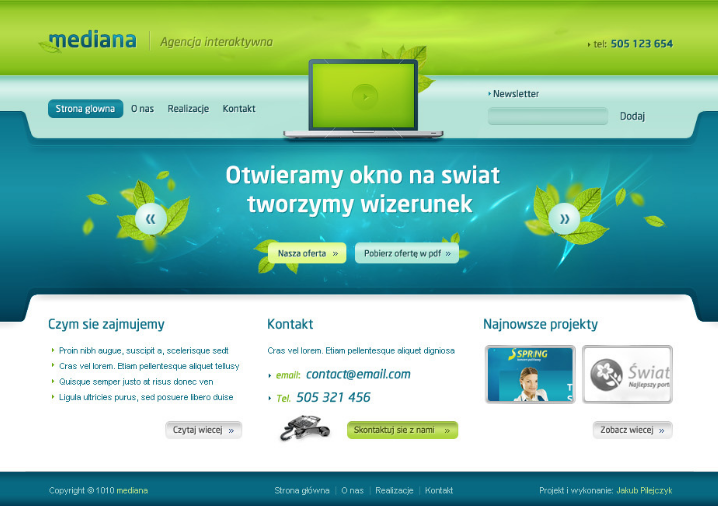 mediana
Agencja interaktywna
tel: 505 123 654
Strona glowna
O nas
Realizacje
Kontakt
Newsletter
Dodaj
Otwieramy okno na swiat
tworzymy wizerunek
«
»
Nasza oferta »
Pobierz ofertę w pdf »
Czym sie zajmujemy
Proin nibh augue, suscipit a, scelerisque sedt
Cras vel lorem. Etiam pellentesque aliquet tellusy
Quisque semper justo at risus donec ven
Ligula ultricies purus, sed posuere libero duise
Czytaj wiecej »
Kontakt
Cras vel lorem. Etiam pellentesque aliquet digniosa
email: contact@email.com
Tel. 505 321 456
Skontaktuj sie z nami »
Najnowsze projekty
SPRING
Świat
Najlepszy port
Zobacz wiecej »
Copyright © 1010 mediana
Strona główna | O nas | Realizacje | Kontakt
Projekt i wykonanie: Jakub Pilejczyk